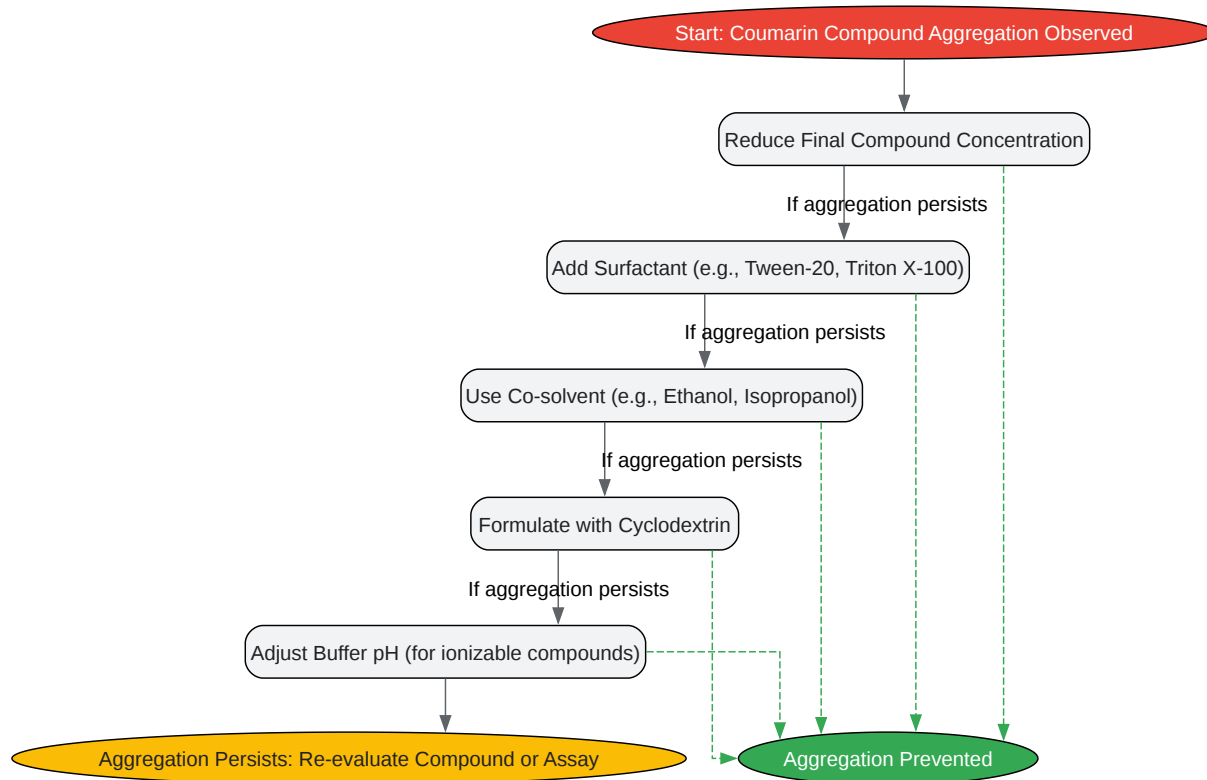 Start: Coumarin Compound Aggregation Observed
Reduce Final Compound Concentration
If aggregation persists
Add Surfactant (e.g., Tween-20, Triton X-100)
If aggregation persists
Use Co-solvent (e.g., Ethanol, Isopropanol)
If aggregation persists
Formulate with Cyclodextrin
If aggregation persists
Adjust Buffer pH (for ionizable compounds)
Aggregation Persists: Re-evaluate Compound or Assay
Aggregation Prevented